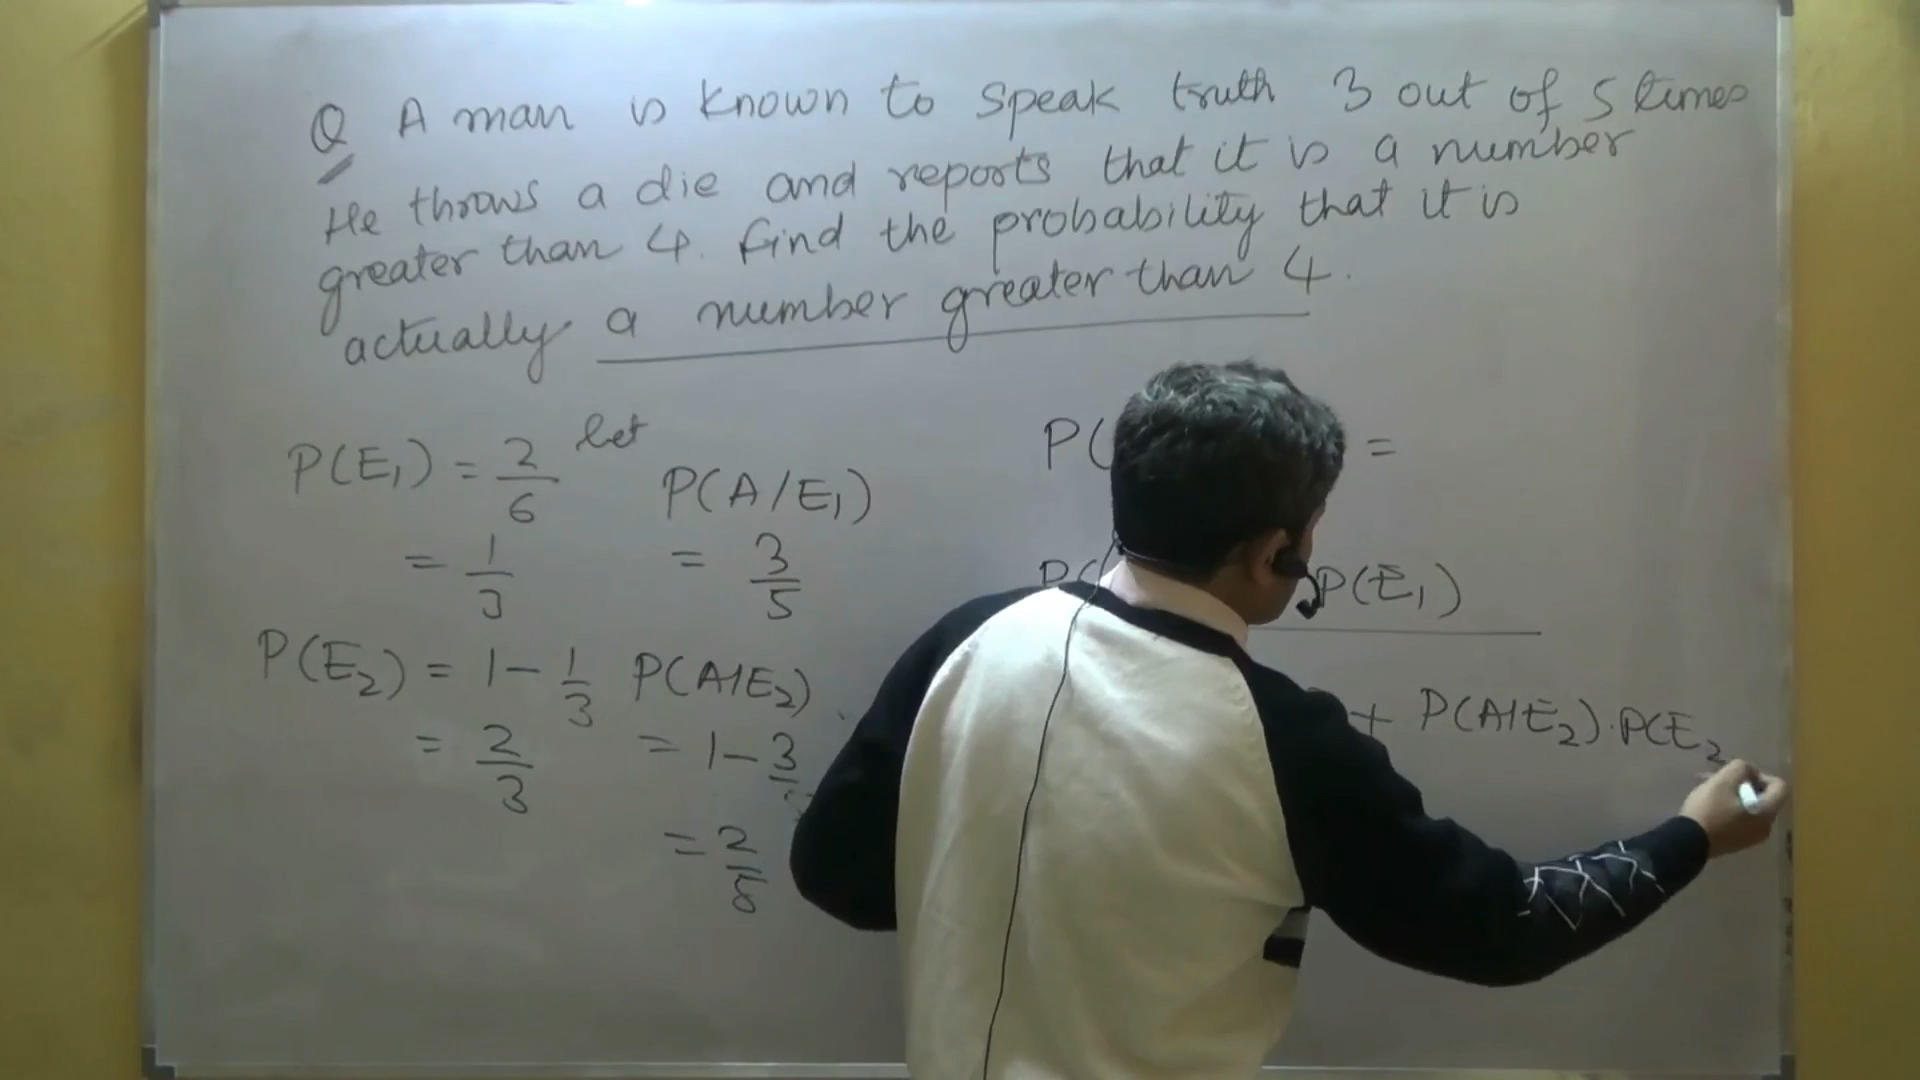 Q A man is known to speak truth 3 out of 5 times
He throws a die and reports that it is a number
greater than 4. Find the probability that it is
actually a number greater than 4.
P(E₁) = 2/6 let
= 1/3
P(A/E₁)
= 3/5
P(E₂) = 1 - 1/3
= 2/3
P(A/E₂)
= 1 - 3
= 2/5
P( =
P( P(E₁)
+ P(A/E₂).P(E₂